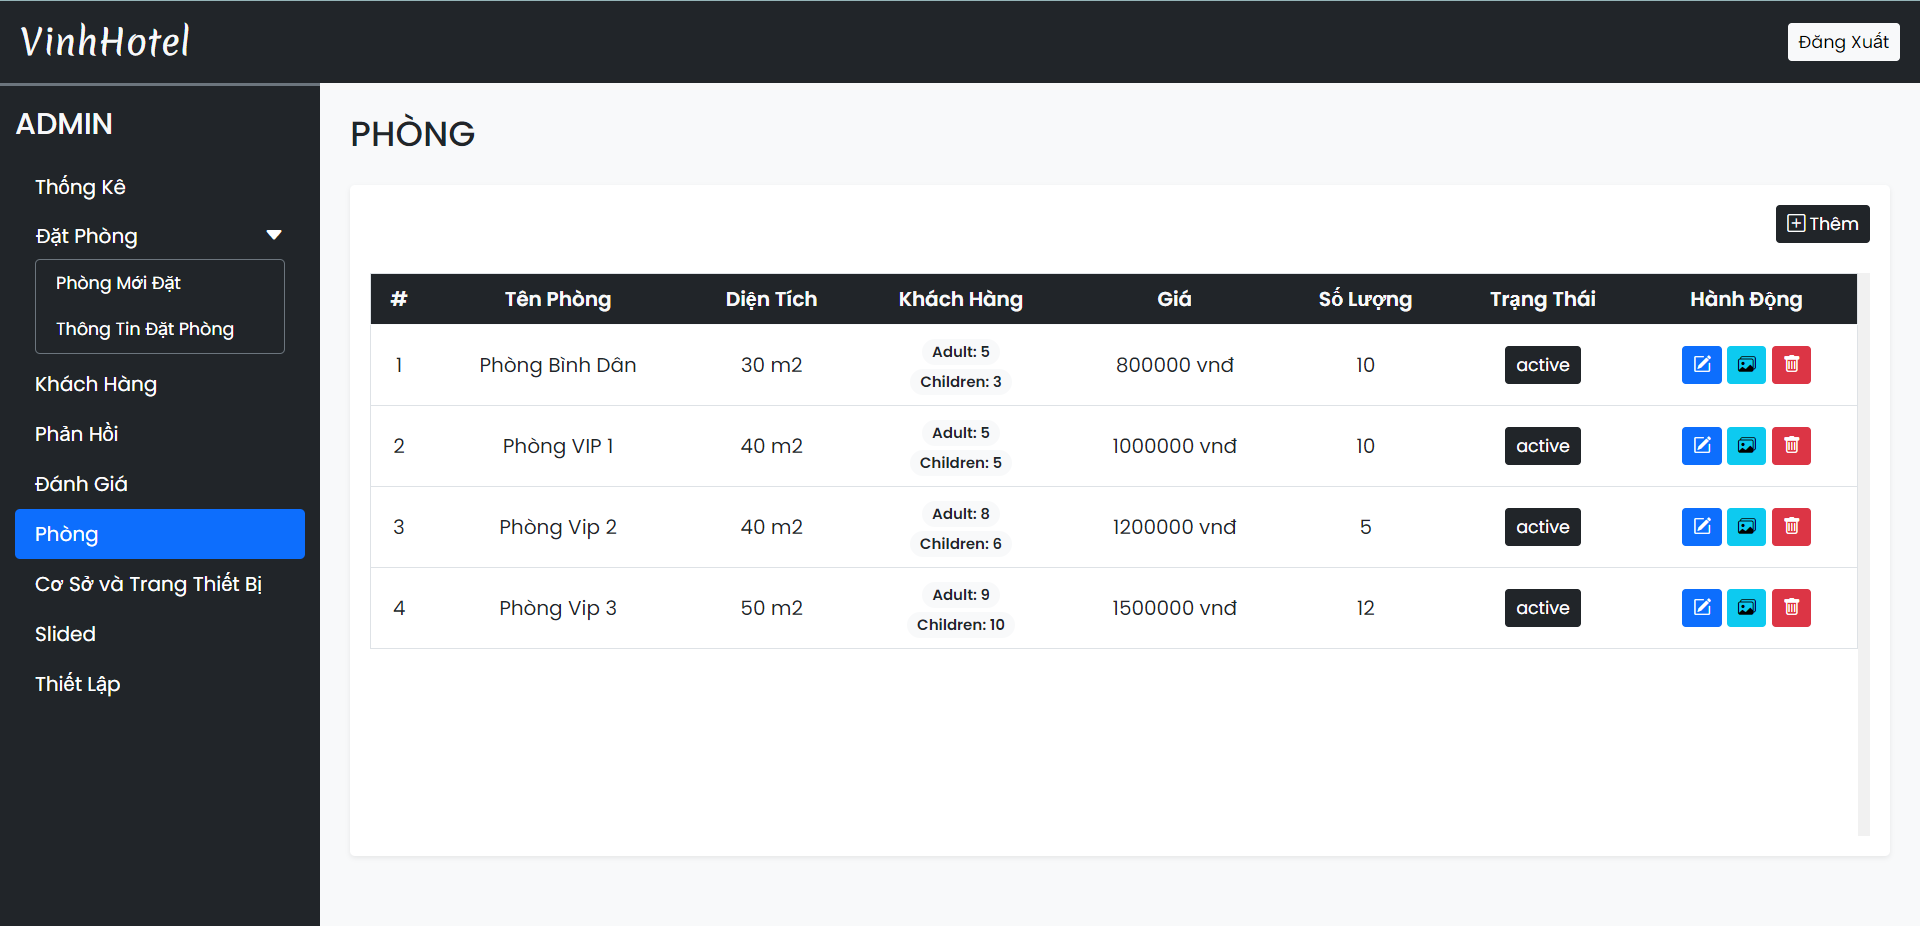 VinhHotel
Đăng Xuất
ADMIN
Thống Kê
Đặt Phòng
Phòng Mới Đặt
Thông Tin Đặt Phòng
Khách Hàng
Phản Hồi
Đánh Giá
Phòng
Cơ Sở và Trang Thiết Bị
Slided
Thiết Lập
PHÒNG
Thêm
# Tên Phòng Diện Tích Khách Hàng Giá Số Lượng Trạng Thái Hành Động
1 Phòng Bình Dân 30 m2 Adult: 5 Children: 3 800000 vnđ 10 active
2 Phòng VIP 1 40 m2 Adult: 5 Children: 5 1000000 vnđ 10 active
3 Phòng Vip 2 40 m2 Adult: 8 Children: 6 1200000 vnđ 5 active
4 Phòng Vip 3 50 m2 Adult: 9 Children: 10 1500000 vnđ 12 active